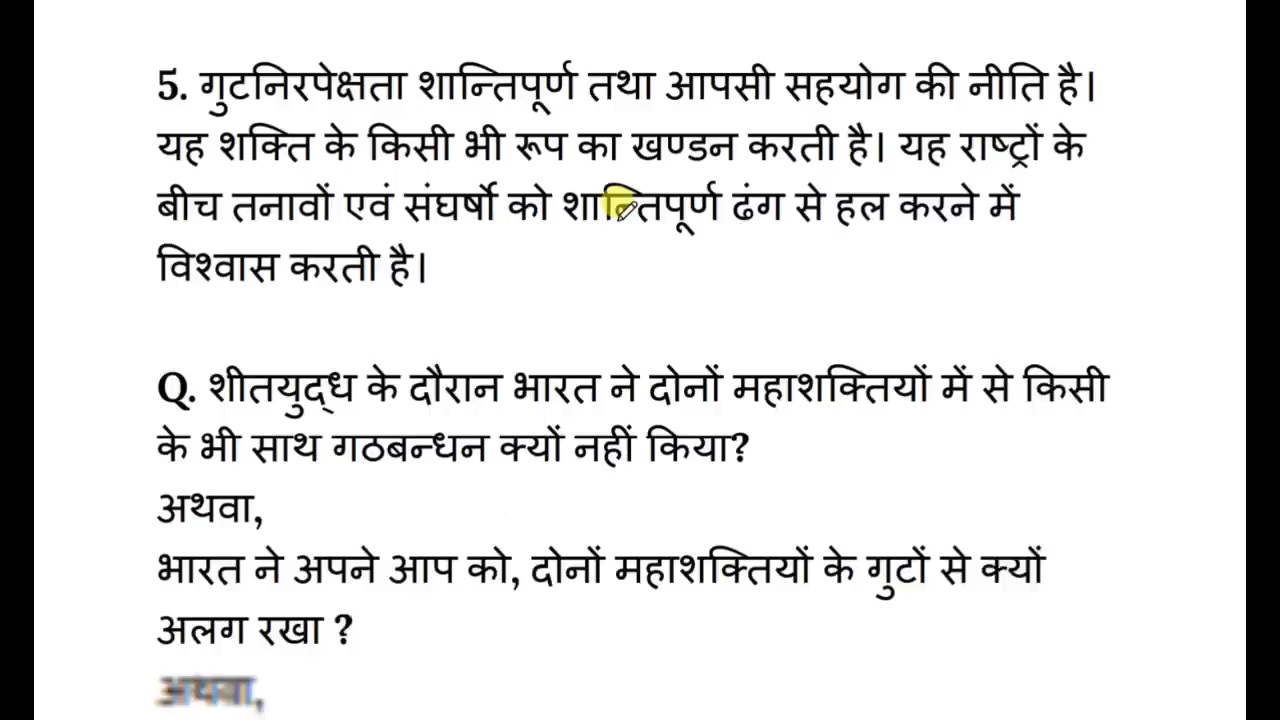 5. गुटनिरपेक्षता शान्तिपूर्ण तथा आपसी सहयोग की नीति है।
यह शक्ति के किसी भी रूप का खण्डन करती है। यह राष्ट्रों के
बीच तनावों एवं संघर्षो को शान्तिपूर्ण ढंग से हल करने में
विश्वास करती है।
Q. शीतयुद्ध के दौरान भारत ने दोनों महाशक्तियों में से किसी
के भी साथ गठबन्धन क्यों नहीं किया?
अथवा,
भारत ने अपने आप को, दोनों महाशक्तियों के गुटों से क्यों
अलग रखा ?
अथवा,